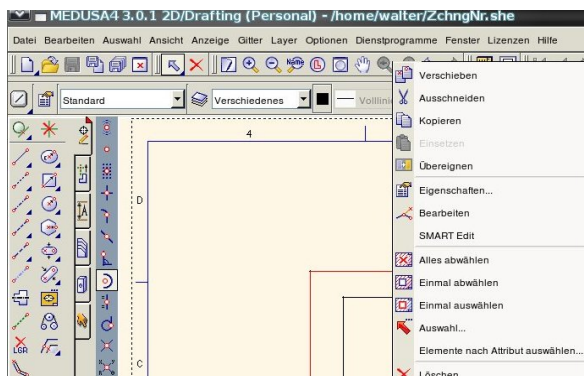 MEDUSA4 3.0.1 2D/Drafting (Personal) - /home/walter/ZchngNr.she
Datei Bearbeiten Auswahl Ansicht Anzeige Gitter Layer Optionen Dienstprogramme Fenster Lizenzen Hilfe
Standard Verschiedenes Vollinie
4
D
C
LGR
Verschieben
Ausschneiden
Kopieren
Einsetzen
Übereignen
Eigenschaften...
Bearbeiten
SMART Edit
Alles abwählen
Einmal abwählen
Einmal auswählen
Auswahl...
Elemente nach Attribut auswählen...
Löschen